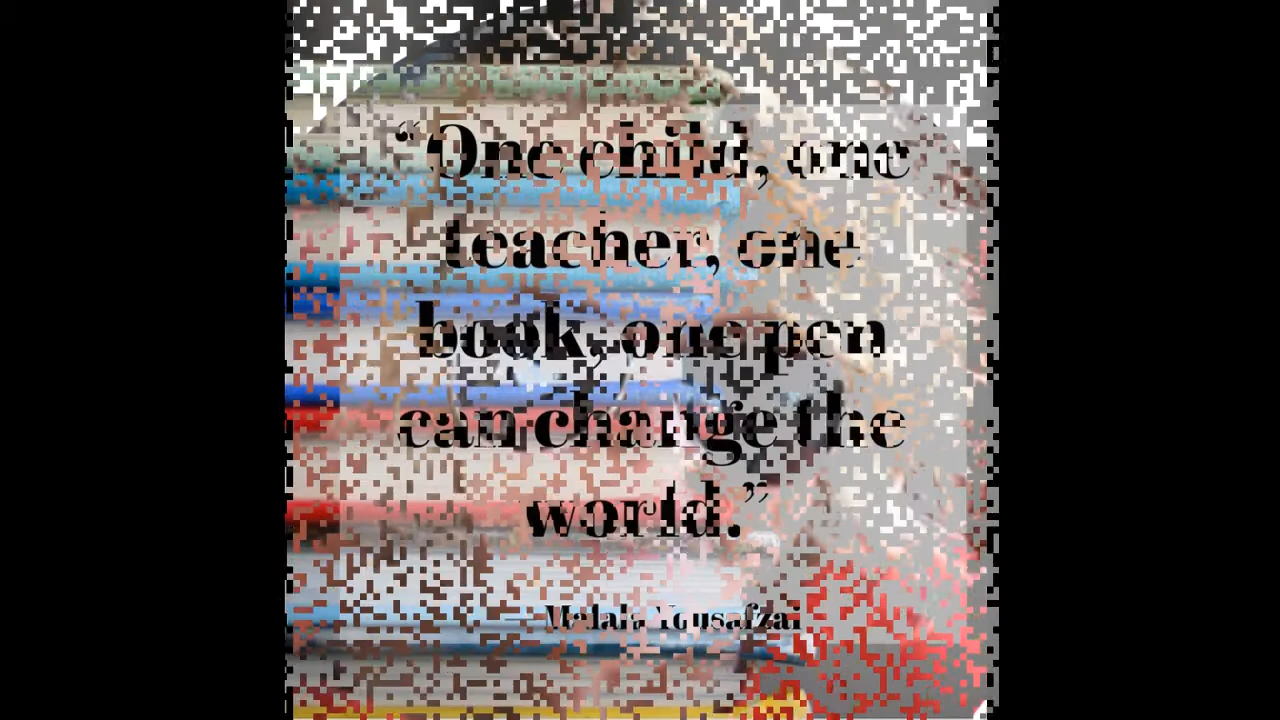 “One child, one
teacher, one
book, one pen
can change the
world.”
— Malala Yousafzai